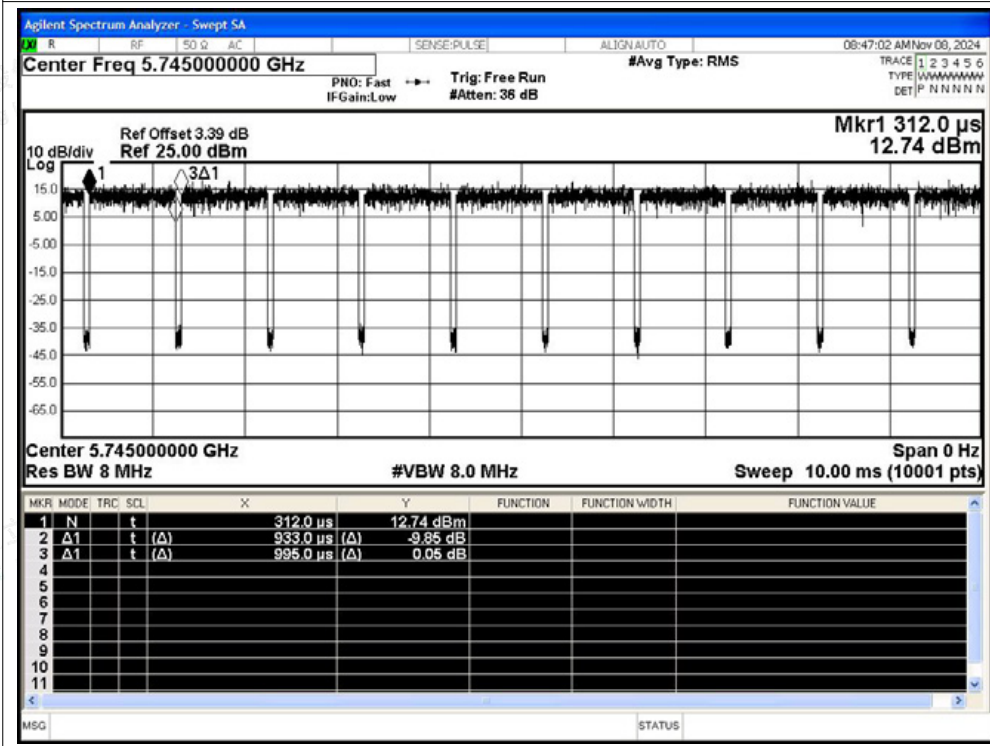 Agilent Spectrum Analyzer - Swept SA
LXI R RF 50 Ω AC SENSE:PULSE ALIGN AUTO 08:47:02 AM Nov 08, 2024
Center Freq 5.745000000 GHz #Avg Type: RMS TRACE 1 2 3 4 5 6
PNO: Fast Trig: Free Run TYPE WWWWWW
IFGain:Low #Atten: 36 dB DET P N N N N N
Mkr1 312.0 µs
Ref Offset 3.39 dB
10 dB/div Ref 25.00 dBm 12.74 dBm
Log
1 3Δ1
15.0
5.00
-5.00
-15.0
-25.0
-35.0
-45.0
-55.0
-65.0
Center 5.745000000 GHz Span 0 Hz
Res BW 8 MHz #VBW 8.0 MHz Sweep 10.00 ms (10001 pts)
MKR MODE TRC SCL X Y FUNCTION FUNCTION WIDTH FUNCTION VALUE
1 N t 312.0 µs 12.74 dBm
2 Δ1 t (Δ) 933.0 µs (Δ) -9.85 dB
3 Δ1 t (Δ) 995.0 µs (Δ) 0.05 dB
4
5
6
7
8
9
10
11
MSG STATUS